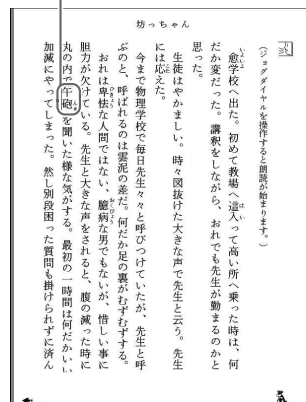 坊っちゃん
（ジョグダイヤルを操作すると朗読が始まります。）
愈学校へ出た。初めて教場へ這入って高い所へ乗った時は、何
だか変だった。講釈をしながら、おれでも先生が勤まるのかと
思った。
生徒はやかましい。時々図抜けた大きな声で先生と云う。先生
には応えた。
今まで物理学校で毎日先生々々と呼びつけていたが、先生と呼
ぶのと、呼ばれるのは雲泥の差だ。何だか足の裏がむずむずする。
おれは卑怯な人間ではない、臆病な男でもないが、惜しい事に
胆力が欠けている。先生と大きな声をされると、腹の減った時に
丸の内で午砲を聞いた様な気がする。最初の一時間は何だかいい
加減にやってしまった。然し別段困った質問も掛けられずに済ん